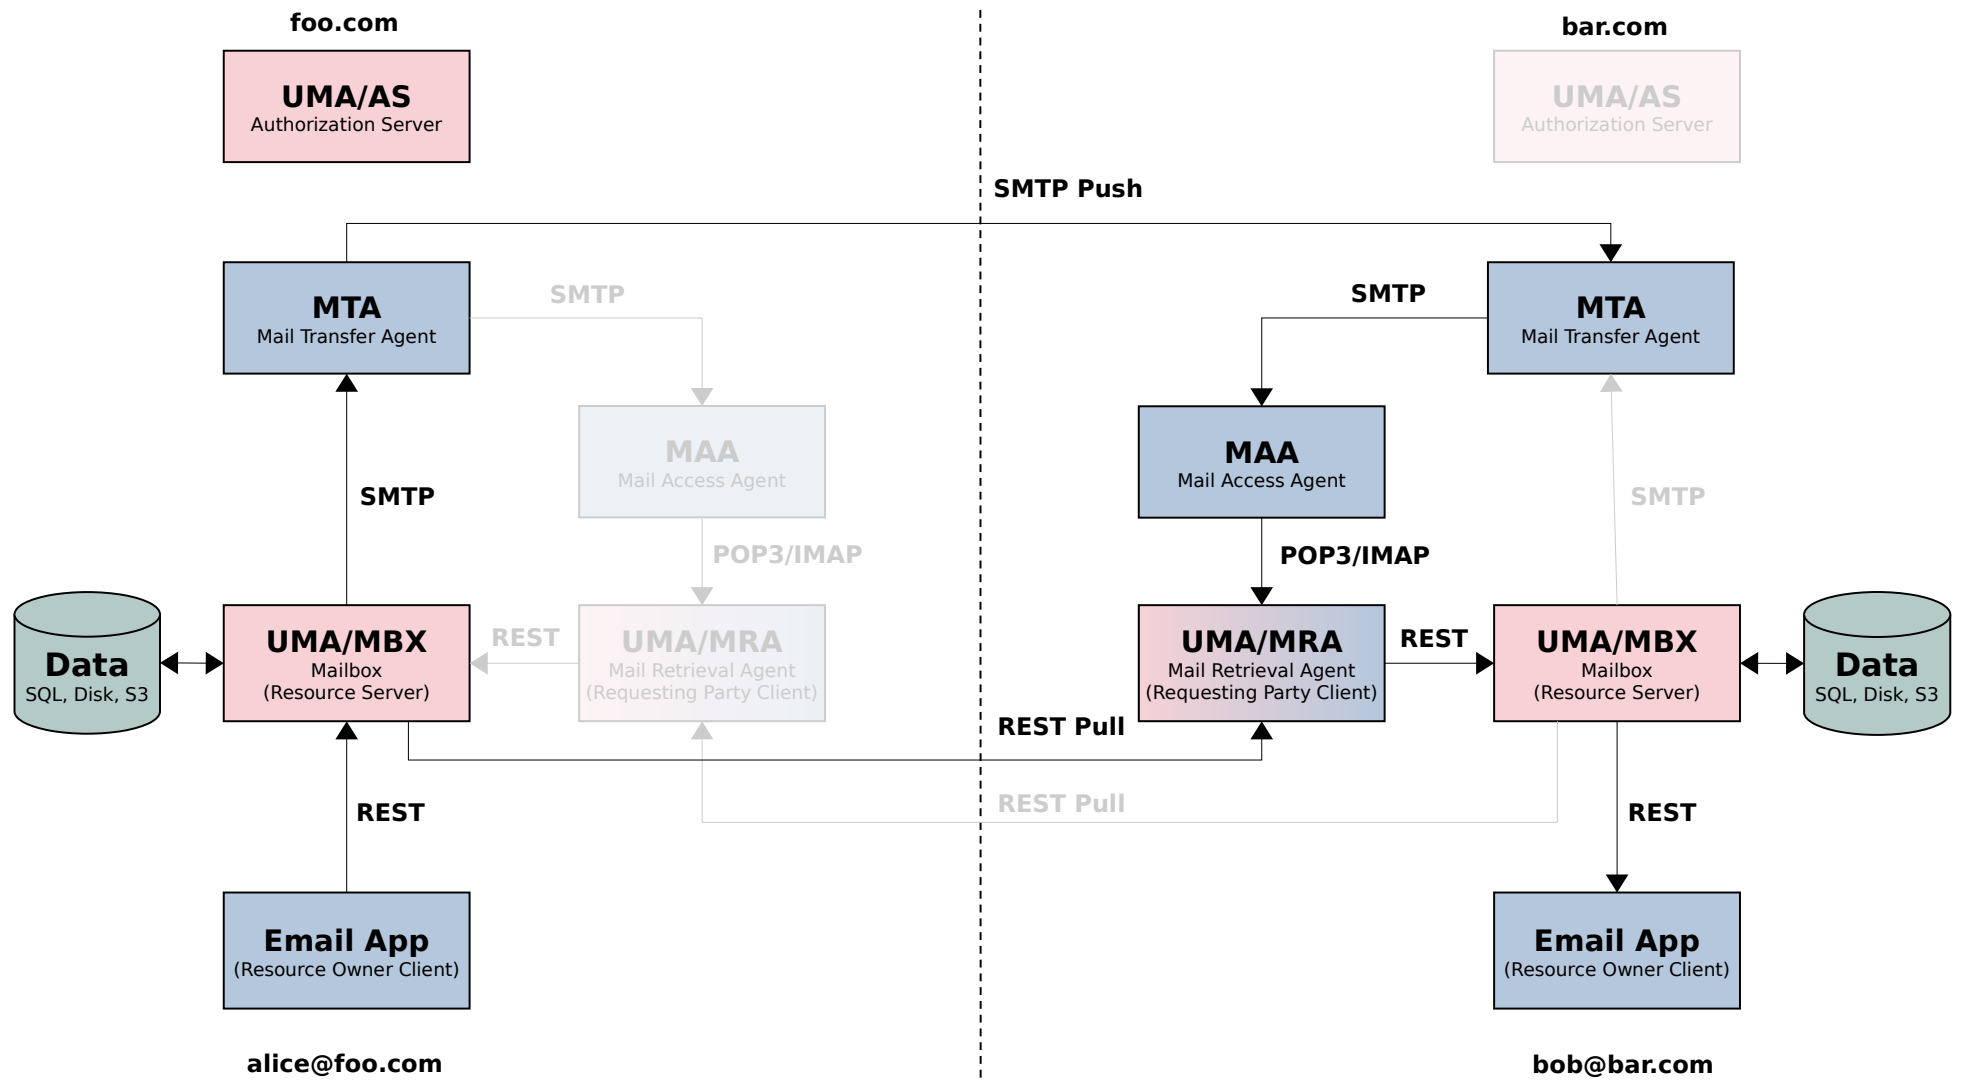 foo.com
bar.com
UMA/AS
Authorization Server
UMA/AS
Authorization Server
SMTP Push
MTA
Mail Transfer Agent
SMTP
SMTP
MTA
Mail Transfer Agent
MAA
Mail Access Agent
MAA
Mail Access Agent
SMTP
SMTP
POP3/IMAP
POP3/IMAP
Data
SQL, Disk, S3
UMA/MBX
Mailbox
(Resource Server)
REST
UMA/MRA
Mail Retrieval Agent
(Requesting Party Client)
UMA/MRA
Mail Retrieval Agent
(Requesting Party Client)
REST
UMA/MBX
Mailbox
(Resource Server)
Data
SQL, Disk, S3
REST Pull
REST Pull
REST
REST
Email App
(Resource Owner Client)
Email App
(Resource Owner Client)
alice@foo.com
bob@bar.com